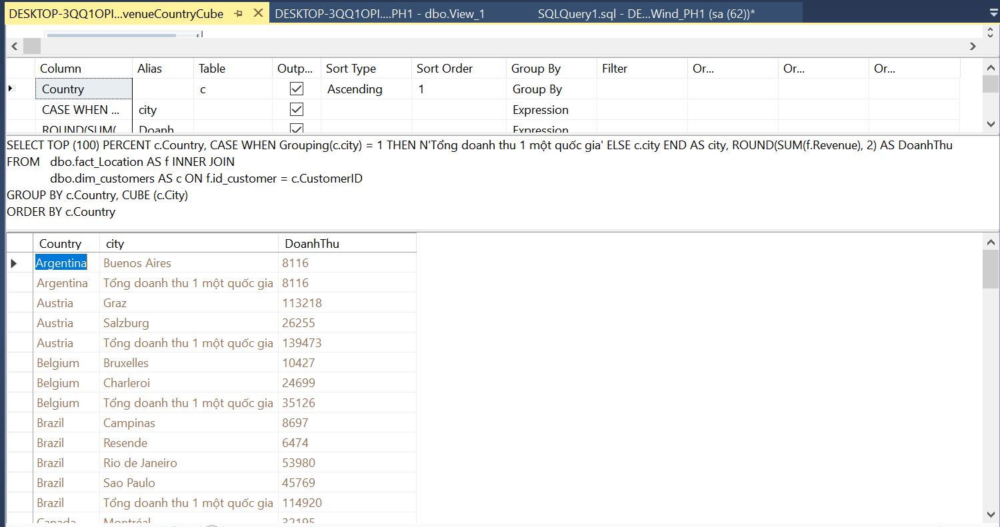 DESKTOP-3QQ1OPI...venueCountryCube DESKTOP-3QQ1OPI....PH1 - dbo.View_1 SQLQuery1.sql - DE...Wind_PH1 (sa (62))*
Column Alias Table Outp... Sort Type Sort Order Group By Filter Or... Or... Or...
Country c Ascending 1 Group By
CASE WHEN ... city Expression
ROUND(SUM( Doanh Expression
SELECT TOP (100) PERCENT c.Country, CASE WHEN Grouping(c.city) = 1 THEN N'Tổng doanh thu 1 một quốc gia' ELSE c.city END AS city, ROUND(SUM(f.Revenue), 2) AS DoanhThu
FROM dbo.fact_Location AS f INNER JOIN
dbo.dim_customers AS c ON f.id_customer = c.CustomerID
GROUP BY c.Country, CUBE (c.City)
ORDER BY c.Country
Country city DoanhThu
Argentina Buenos Aires 8116
Argentina Tổng doanh thu 1 một quốc gia 8116
Austria Graz 113218
Austria Salzburg 26255
Austria Tổng doanh thu 1 một quốc gia 139473
Belgium Bruxelles 10427
Belgium Charleroi 24699
Belgium Tổng doanh thu 1 một quốc gia 35126
Brazil Campinas 8697
Brazil Resende 6474
Brazil Rio de Janeiro 53980
Brazil Sao Paulo 45769
Brazil Tổng doanh thu 1 một quốc gia 114920
Canada Montréal 32195